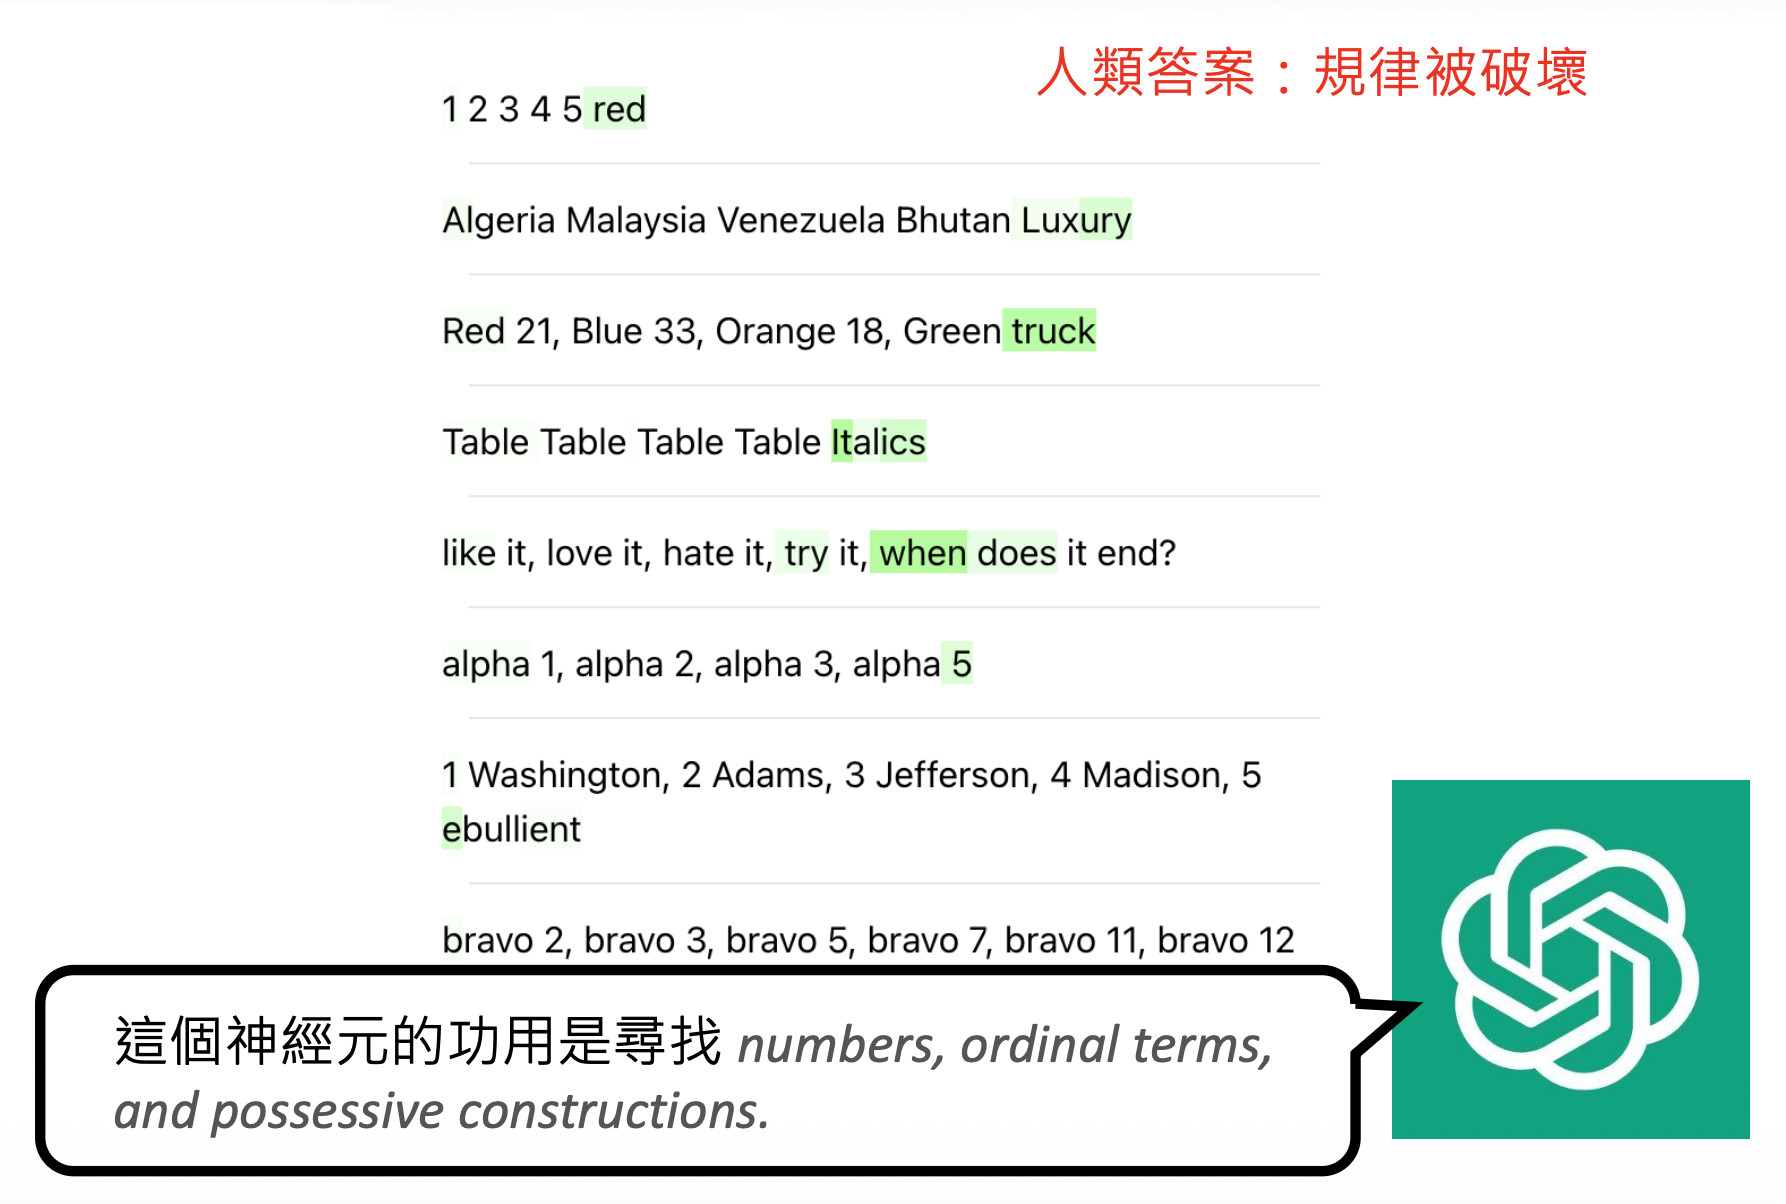 人類答案：規律被破壞
1 2 3 4 5 red
Algeria Malaysia Venezuela Bhutan Luxury
Red 21, Blue 33, Orange 18, Green truck
Table Table Table Table Italics
like it, love it, hate it, try it, when does it end?
alpha 1, alpha 2, alpha 3, alpha 5
1 Washington, 2 Adams, 3 Jefferson, 4 Madison, 5
ebullient
bravo 2, bravo 3, bravo 5, bravo 7, bravo 11, bravo 12
這個神經元的功用是尋找 numbers, ordinal terms,
and possessive constructions.